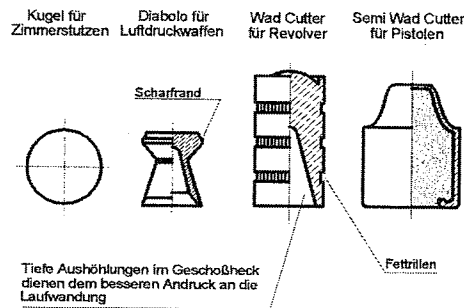 Kugel für
Zimmerstutzen
Diabolo für
Luftdruckwaffen
Wad Cutter
für Revolver
Semi Wad Cutter
für Pistolen
Scharfrand
Fettrillen
Tiefe Aushöhlungen im Geschoßheck
dienen dem besseren Andruck an die
Laufwandung